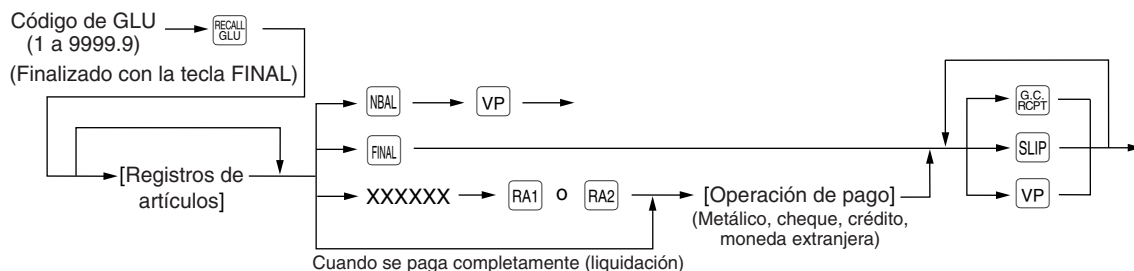 Código de GLU
(1 a 9999.9)
RECALL
GLU
(Finalizado con la tecla FINAL)
NBAL
VP
FINAL
[Registros de
artículos]
XXXXXX
RA1 o RA2
[Operación de pago]
(Metálico, cheque, crédito,
moneda extranjera)
Cuando se paga completamente (liquidación)
G.C.
RCPT
SLIP
VP